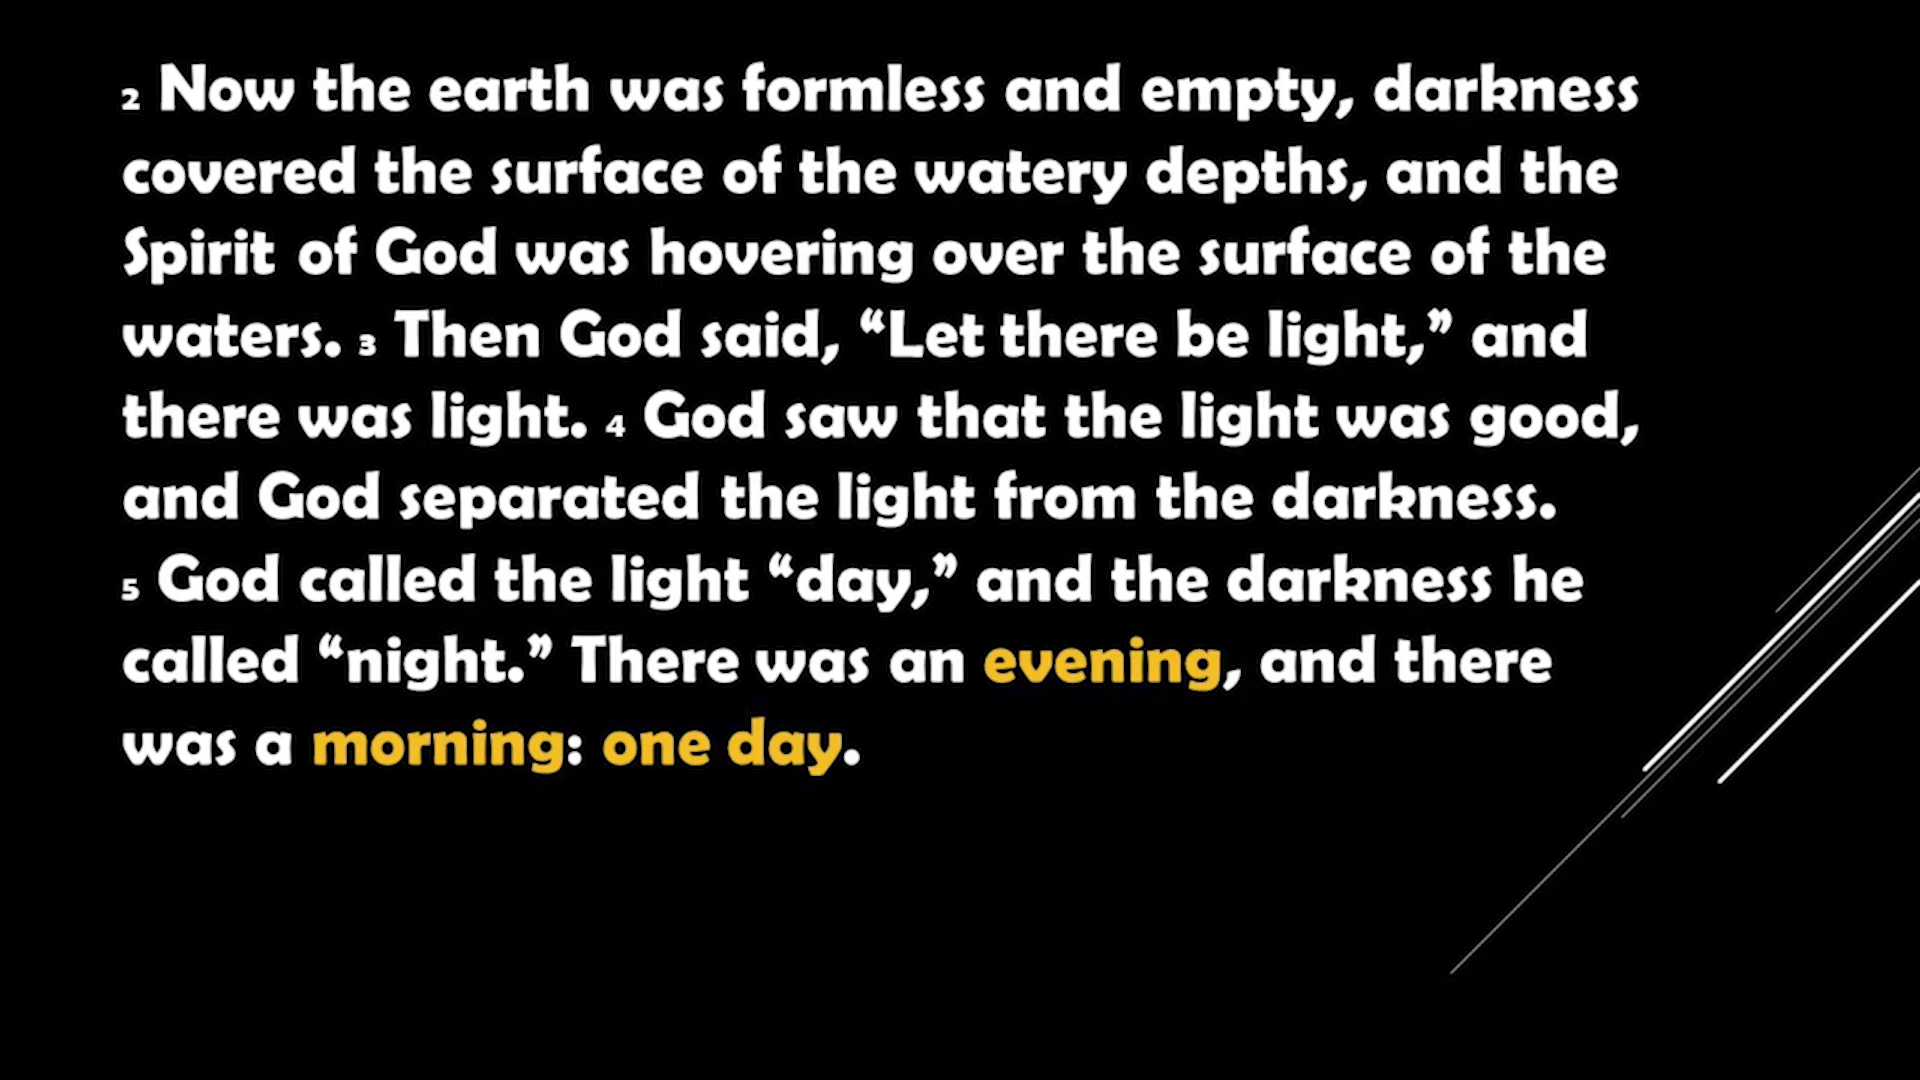 2 Now the earth was formless and empty, darkness
covered the surface of the watery depths, and the
Spirit of God was hovering over the surface of the
waters. 3 Then God said, “Let there be light,” and
there was light. 4 God saw that the light was good,
and God separated the light from the darkness.
5 God called the light “day,” and the darkness he
called “night.” There was an evening, and there
was a morning: one day.